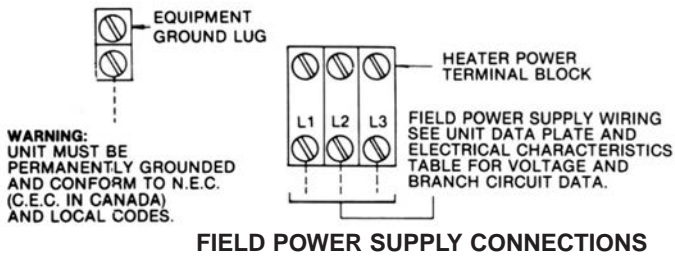 EQUIPMENT
GROUND LUG
HEATER POWER
TERMINAL BLOCK
L1 L2 L3
WARNING:
UNIT MUST BE
PERMANENTLY GROUNDED
AND CONFORM TO N.E.C.
(C.E.C. IN CANADA)
AND LOCAL CODES.
FIELD POWER SUPPLY WIRING
SEE UNIT DATA PLATE AND
ELECTRICAL CHARACTERISTICS
TABLE FOR VOLTAGE AND
BRANCH CIRCUIT DATA.
FIELD POWER SUPPLY CONNECTIONS